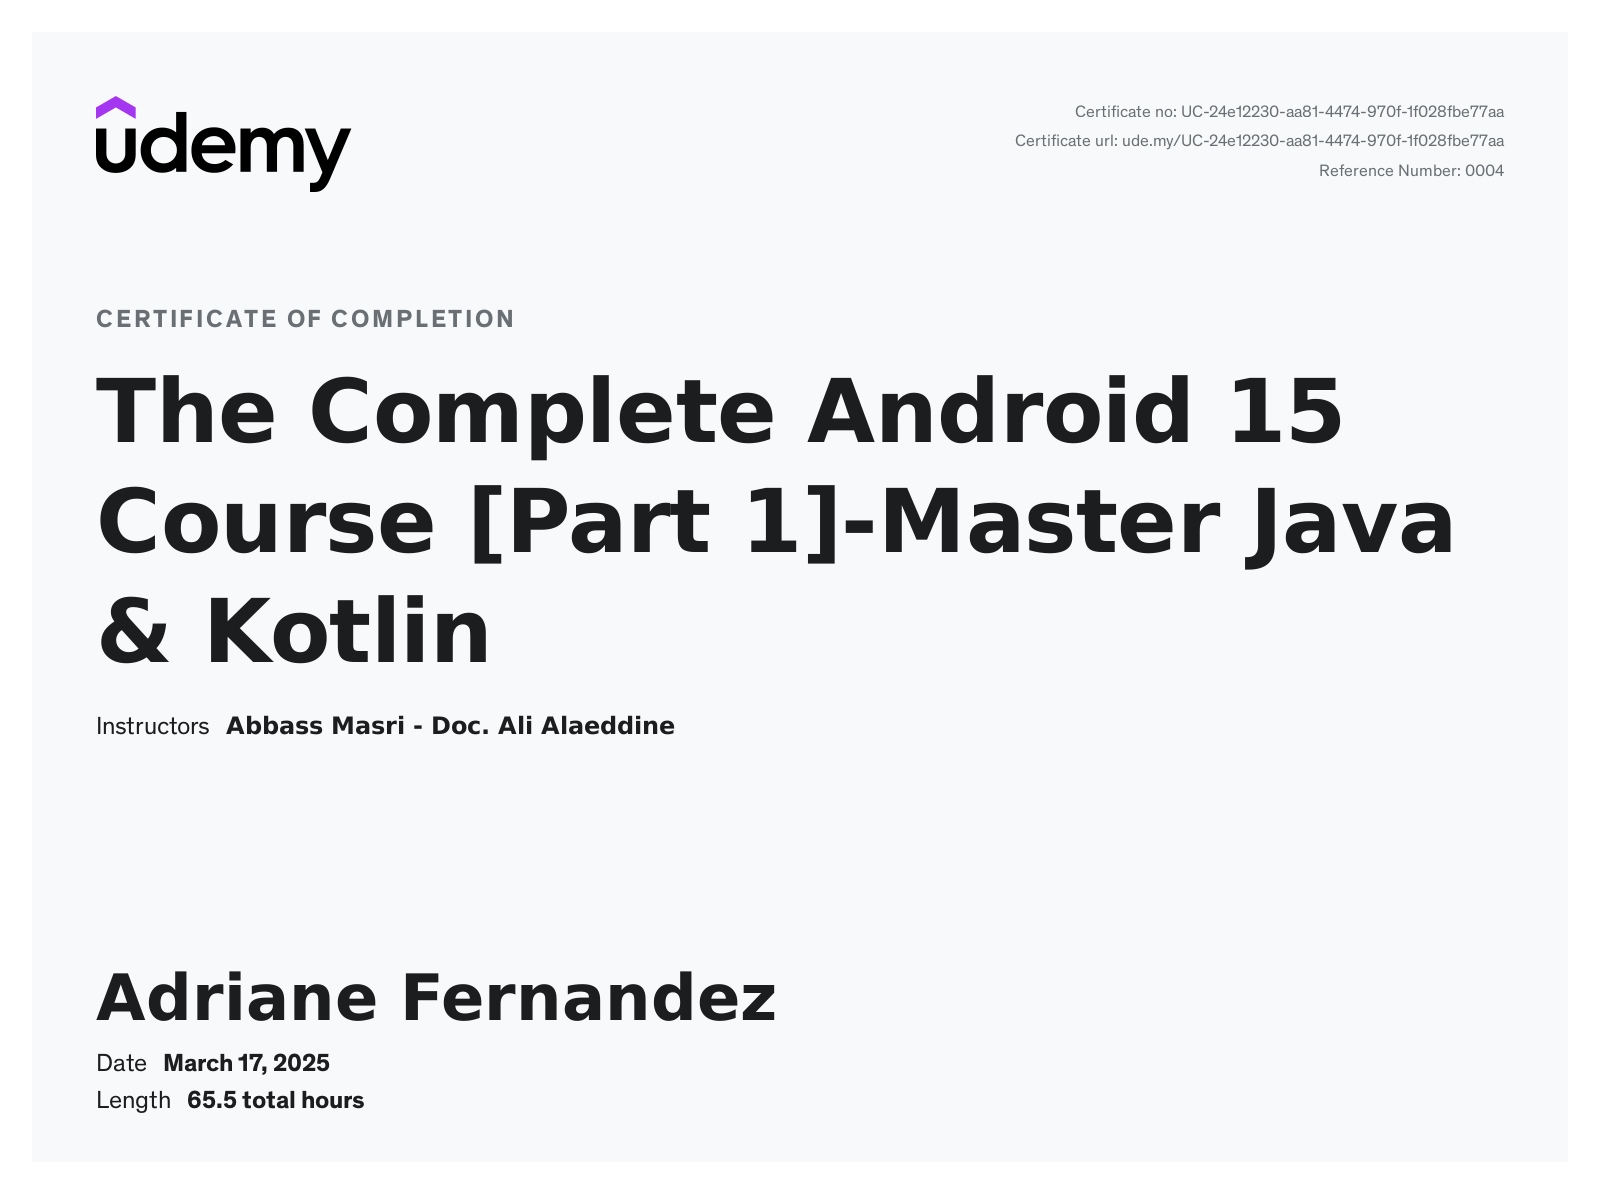 udemy
Certificate no: UC-24e12230-aa81-4474-970f-1f028fbe77aa
Certificate url: ude.my/UC-24e12230-aa81-4474-970f-1f028fbe77aa
Reference Number: 0004
CERTIFICATE OF COMPLETION
The Complete Android 15
Course [Part 1]-Master Java
& Kotlin
Instructors Abbass Masri - Doc. Ali Alaeddine
Adriane Fernandez
Date March 17, 2025
Length 65.5 total hours